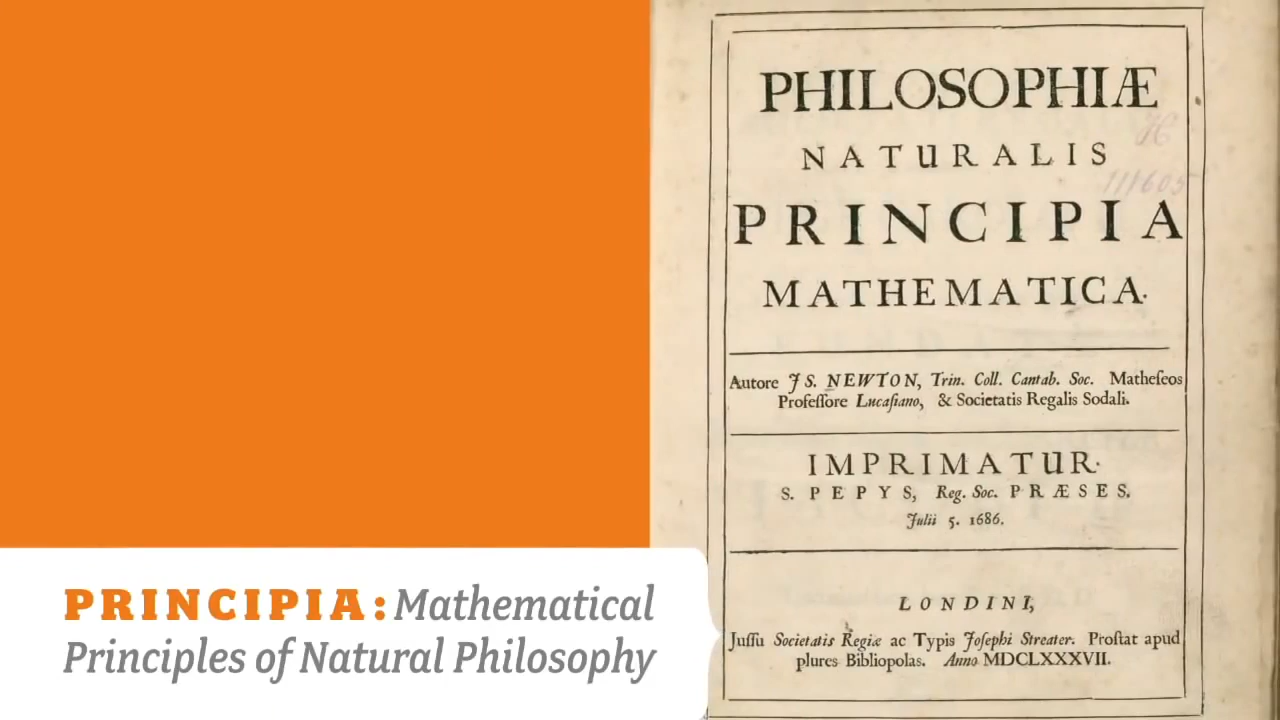 PHILOSOPHIÆ
NATURALIS
PRINCIPIA
MATHEMATICA.
Autore JS. NEWTON, Trin. Coll. Cantab. Soc. Matheſeos
Profeſſore Lucaſiano, & Societatis Regalis Sodali.
IMPRIMATUR.
S. PEPYS, Reg. Soc. PRÆSES.
Julii 5. 1686.
LONDINI,
Juſſu Societatis Regiæ ac Typis Joſephi Streater. Proſtat apud
plures Bibliopolas. Anno MDCLXXXVII.
PRINCIPIA: Mathematical
Principles of Natural Philosophy